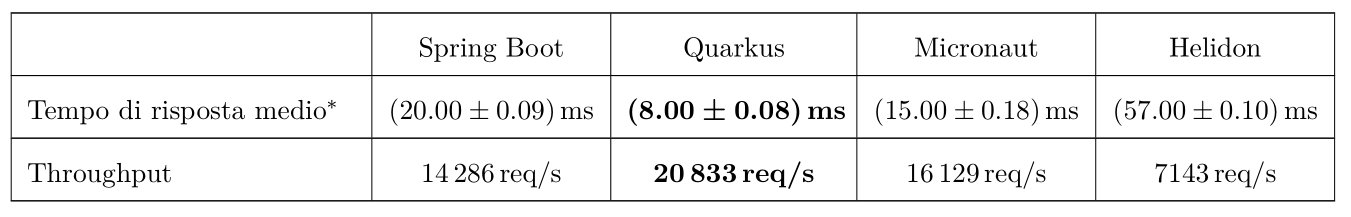 Spring Boot Quarkus Micronaut Helidon
Tempo di risposta medio* (20.00 ± 0.09) ms (8.00 ± 0.08) ms (15.00 ± 0.18) ms (57.00 ± 0.10) ms
Throughput 14 286 req/s 20 833 req/s 16 129 req/s 7143 req/s